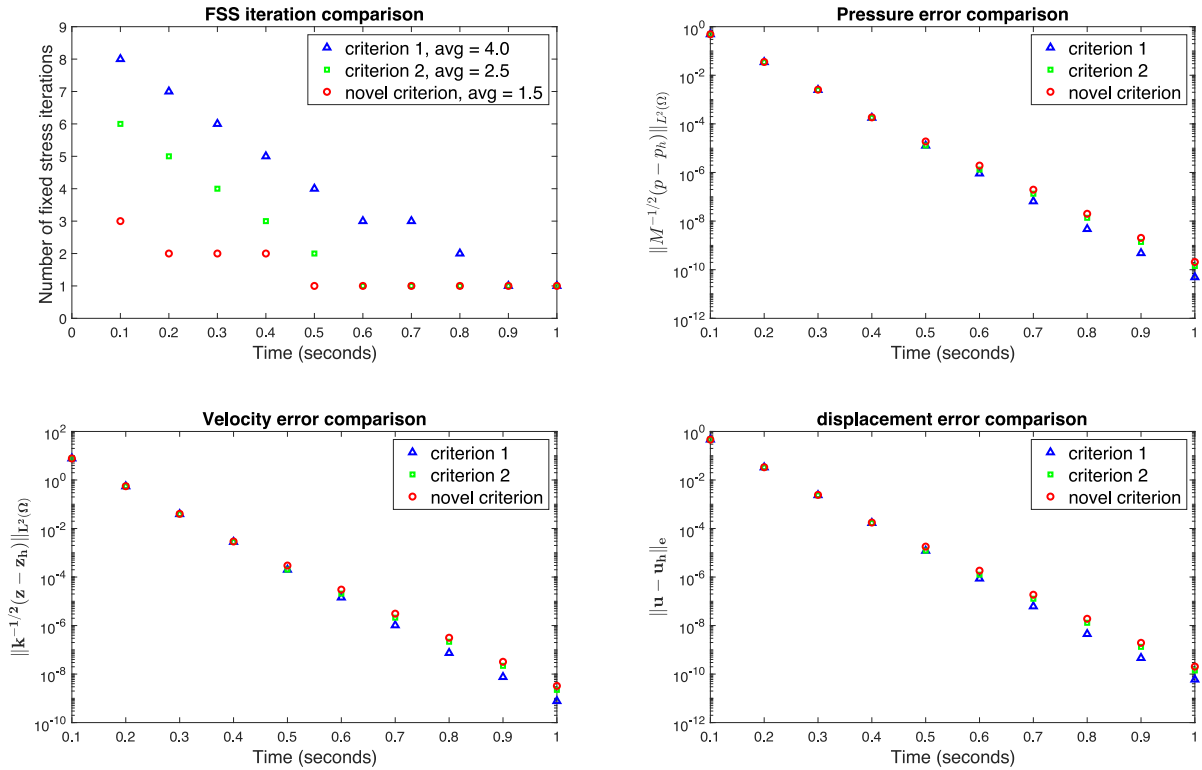 FSS iteration comparison
Number of fixed stress iterations
9
8
7
6
5
4
3
2
1
0
criterion 1, avg = 4.0
criterion 2, avg = 2.5
novel criterion, avg = 1.5
0 0.1 0.2 0.3 0.4 0.5 0.6 0.7 0.8 0.9 1
Time (seconds)
Pressure error comparison
||M^{-1/2}(p − p_h)||_{L^2(Ω)}
10^0
10^{-2}
10^{-4}
10^{-6}
10^{-8}
10^{-10}
10^{-12}
criterion 1
criterion 2
novel criterion
0.1 0.2 0.3 0.4 0.5 0.6 0.7 0.8 0.9 1
Time (seconds)
Velocity error comparison
||k^{-1/2}(z − z_h)||_{L^2(Ω)}
10^2
10^0
10^{-2}
10^{-4}
10^{-6}
10^{-8}
10^{-10}
criterion 1
criterion 2
novel criterion
0.1 0.2 0.3 0.4 0.5 0.6 0.7 0.8 0.9 1
Time (seconds)
displacement error comparison
||u − u_h||_e
10^0
10^{-2}
10^{-4}
10^{-6}
10^{-8}
10^{-10}
10^{-12}
criterion 1
criterion 2
novel criterion
0.1 0.2 0.3 0.4 0.5 0.6 0.7 0.8 0.9 1
Time (seconds)